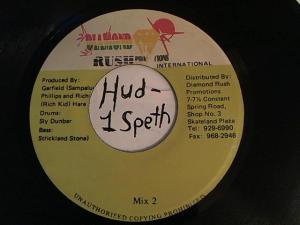 DIAMOND
RUSH
INTERNATIONAL
Produced By:
Garfield (Sampalu
Phillips and Rich
(Rich Kid) Hare
Drums:
Sly Dunbar
Bass:
Strickland Stone
Hud-
1 Speth
Distributed By:
Diamond Rush
Promotions
7-7½ Constant
Spring Road,
Shop No. 3
Skateland Plaza
Tel: 929-6990
Fax: 968-2946
Mix 2
UNAUTHORISED COPYING PROHIBITED